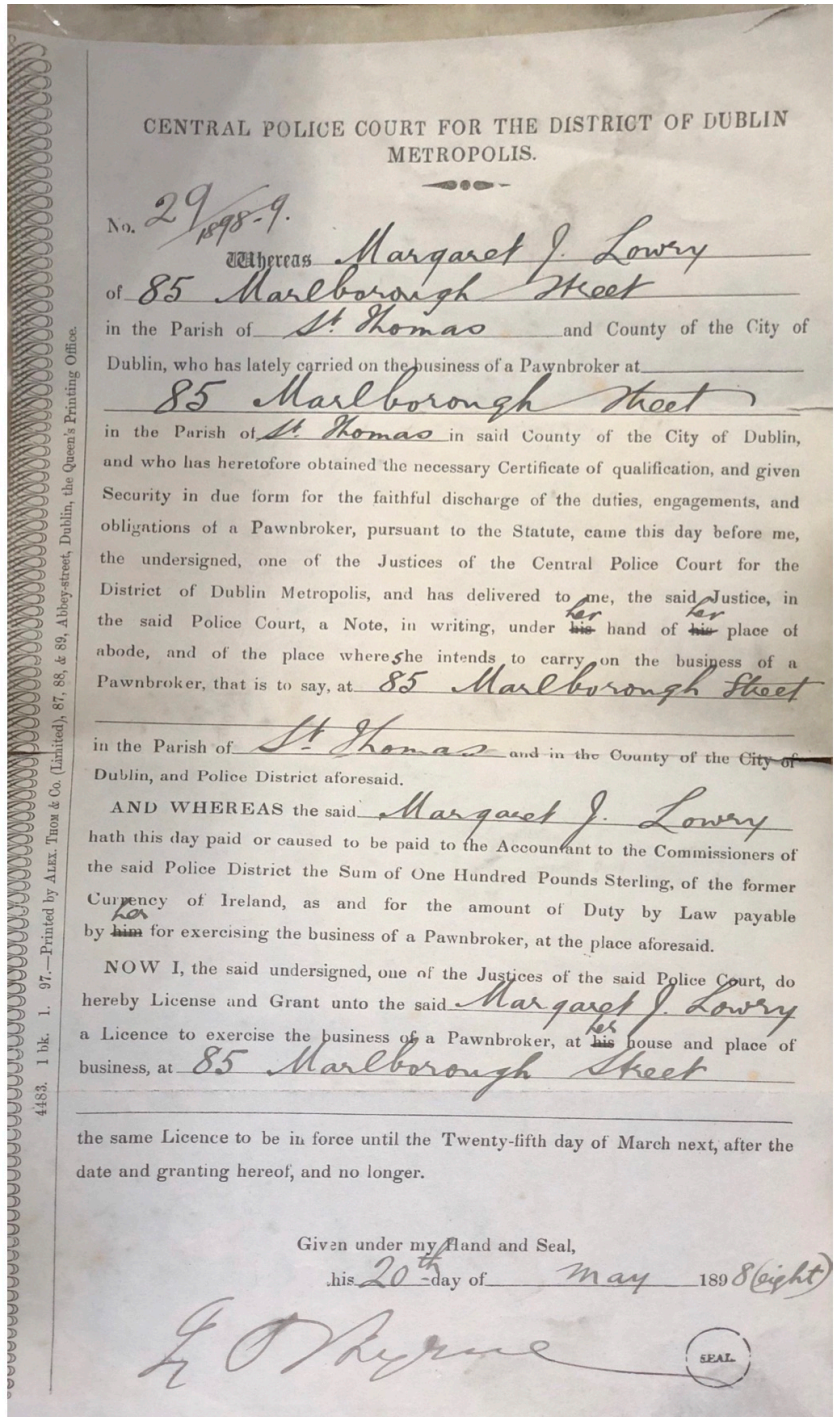 CENTRAL POLICE COURT FOR THE DISTRICT OF DUBLIN
METROPOLIS.
No. 29/1898-9.
Whereas Margaret J. Lowry
of 85 Marlborough Street
in the Parish of St Thomas and County of the City of
Dublin, who has lately carried on the business of a Pawnbroker at
85 Marlborough Street
in the Parish of St Thomas in said County of the City of Dublin,
and who has heretofore obtained the necessary Certificate of qualification, and given
Security in due form for the faithful discharge of the duties, engagements, and
obligations of a Pawnbroker, pursuant to the Statute, came this day before me,
the undersigned, one of the Justices of the Central Police Court for the
District of Dublin Metropolis, and has delivered to me, the said Justice, in
her her
the said Police Court, a Note, in writing, under his hand of his place of
abode, and of the place where she intends to carry on the business of a
Pawnbroker, that is to say, at 85 Marlborough Street
in the Parish of St Thomas and in the County of the City of
Dublin, and Police District aforesaid.
AND WHEREAS the said Margaret J. Lowry
hath this day paid or caused to be paid to the Accountant to the Commissioners of
the said Police District the Sum of One Hundred Pounds Sterling, of the former
Currency of Ireland, as and for the amount of Duty by Law payable
her
by him for exercising the business of a Pawnbroker, at the place aforesaid.
NOW I, the said undersigned, one of the Justices of the said Police Court, do
hereby License and Grant unto the said Margaret J. Lowry
her
a Licence to exercise the business of a Pawnbroker, at his house and place of
business, at 85 Marlborough Street
the same Licence to be in force until the Twenty-fifth day of March next, after the
date and granting hereof, and no longer.
Given under my Hand and Seal,
this 20th day of May 1898 (eight)
SEAL.
4483. 1 bk. 1. 97.—Printed by ALEX. THOM & Co. (Limited), 87, 88, & 89, Abbey-street, Dublin, the Queen's Printing Office.